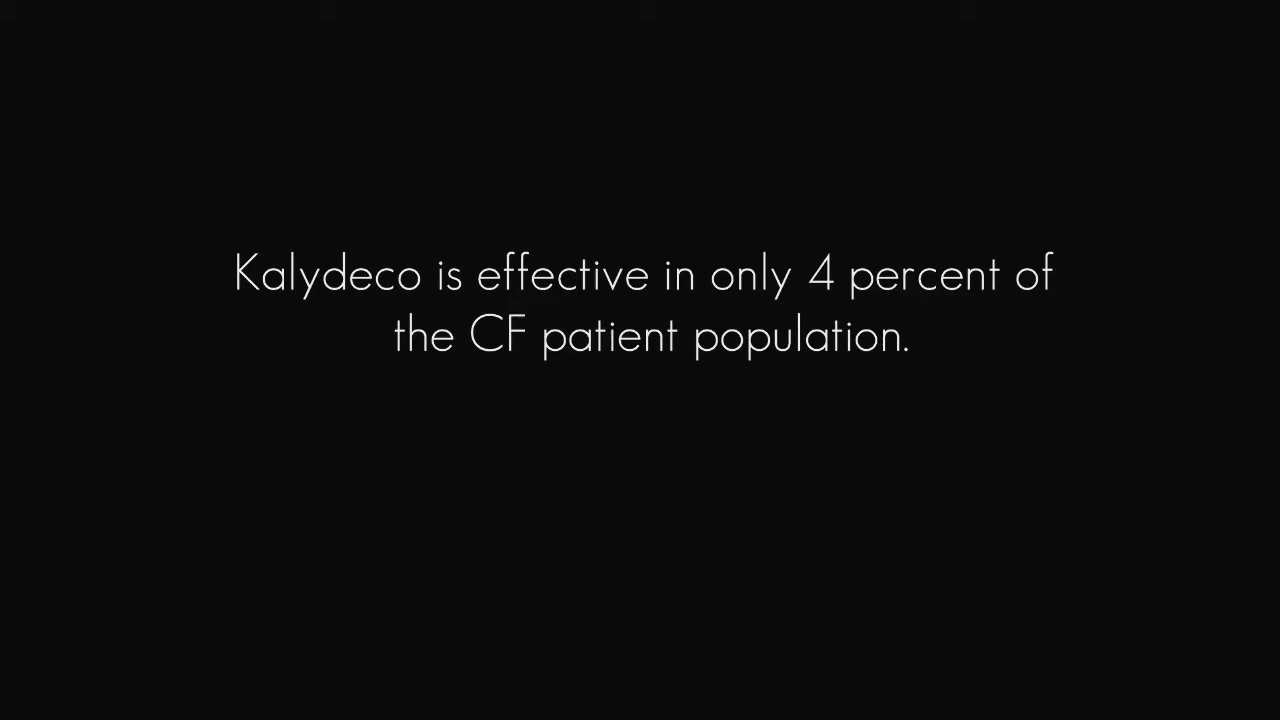 Kalydeco is effective in only 4 percent of
the CF patient population.